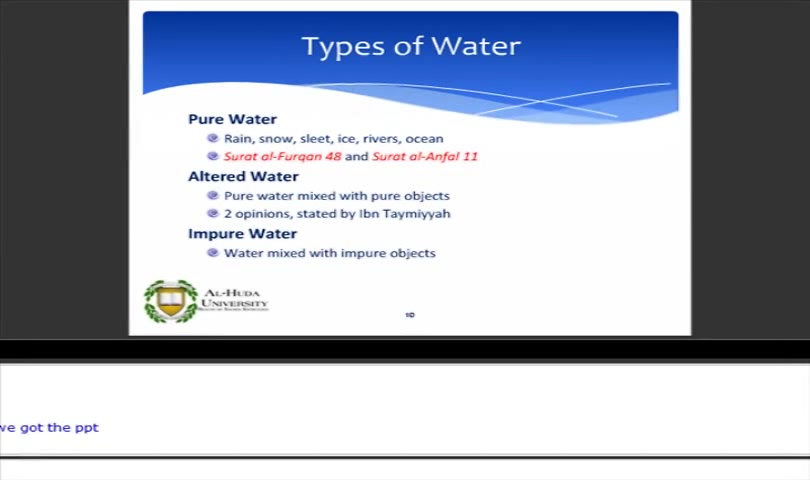 Types of Water
Pure Water
Rain, snow, sleet, ice, rivers, ocean
Surat al-Furqan 48 and Surat al-Anfal 11
Altered Water
Pure water mixed with pure objects
2 opinions, stated by Ibn Taymiyyah
Impure Water
Water mixed with impure objects
AL-HUDA
UNIVERSITY
10
we got the ppt